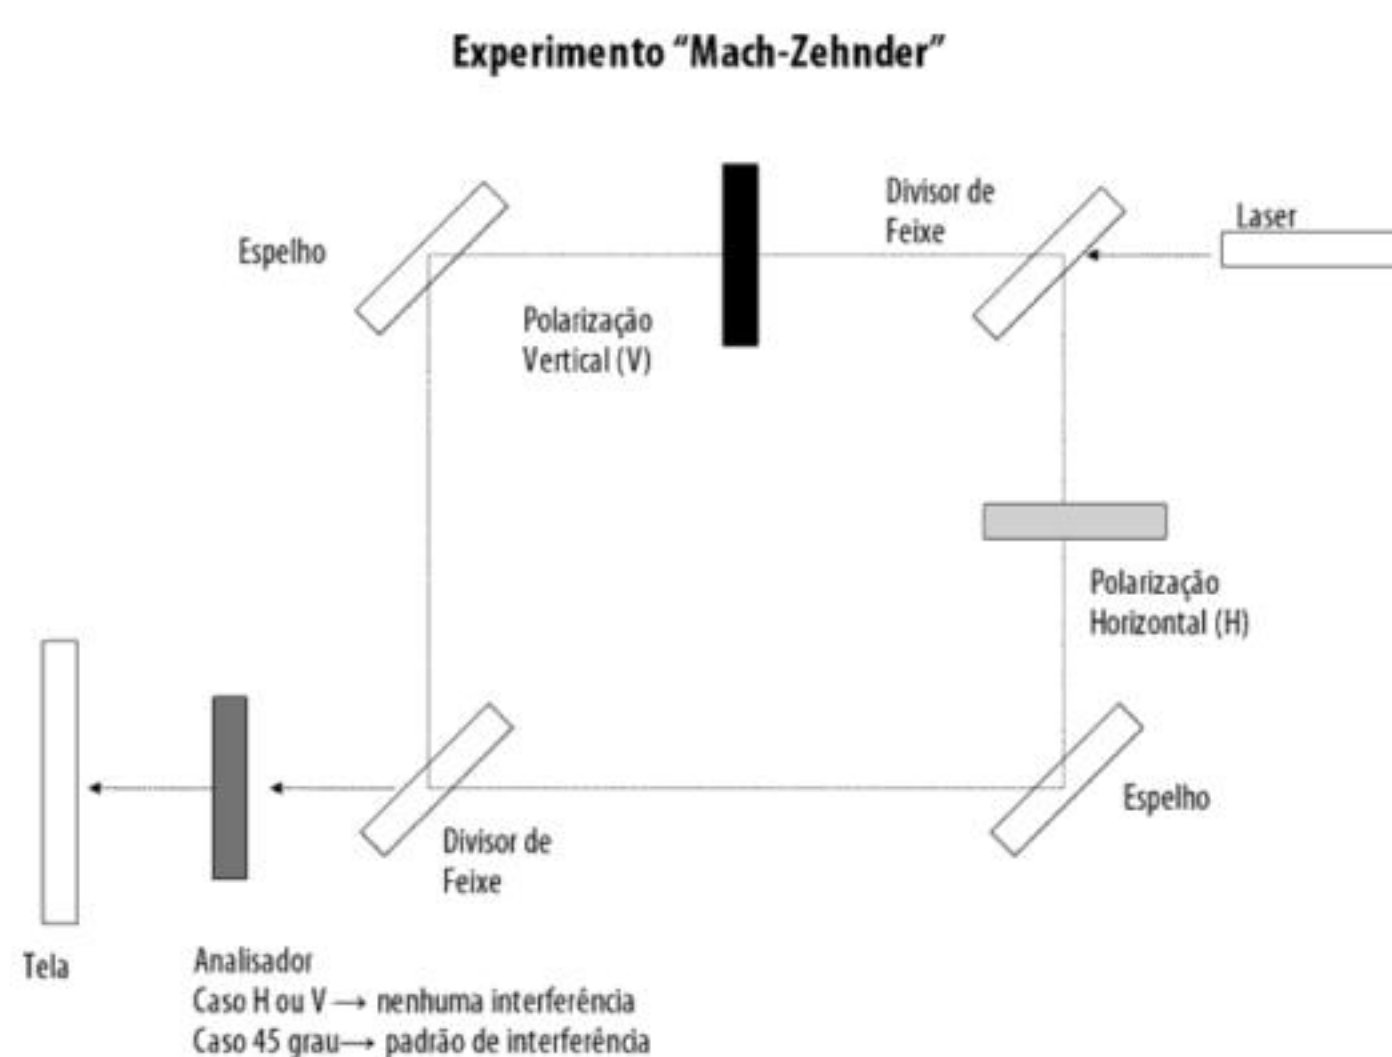 Experimento “Mach-Zehnder”
Divisor de
Feixe
Laser
Espelho
Polarização
Vertical (V)
Polarização
Horizontal (H)
Espelho
Divisor de
Feixe
Tela
Analisador
Caso H ou V → nenhuma interferência
Caso 45 grau→ padrão de interferência